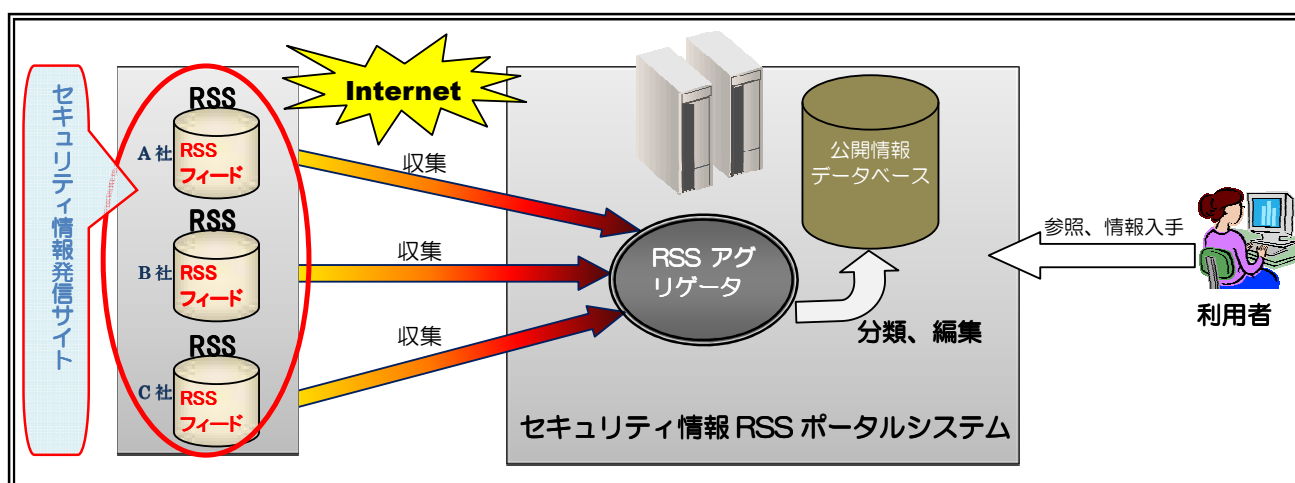 セキュリティ情報発信サイト
RSS
A 社
RSS
フィード
RSS
B 社
RSS
フィード
RSS
C 社
RSS
フィード
Internet
収集
収集
収集
RSS アグ
リゲータ
公開情報
データベース
分類、編集
セキュリティ情報 RSS ポータルシステム
参照、情報入手
利用者